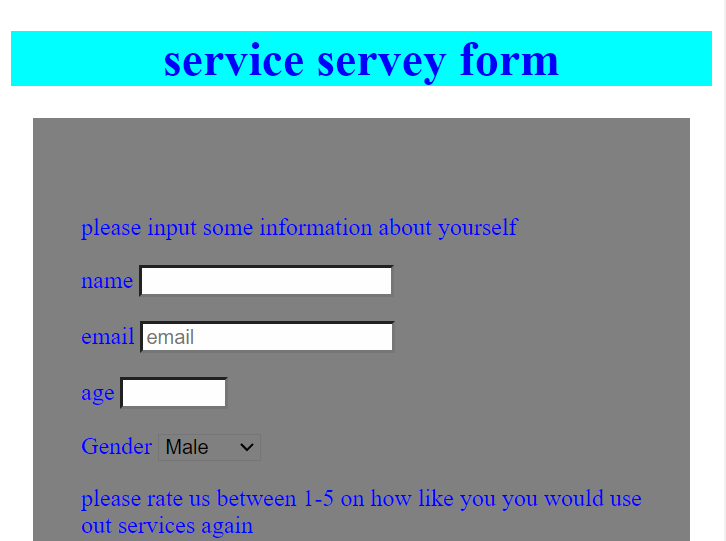 service servey form
please input some information about yourself
name
email email
age
Gender Male
please rate us between 1-5 on how like you you would use
out services again